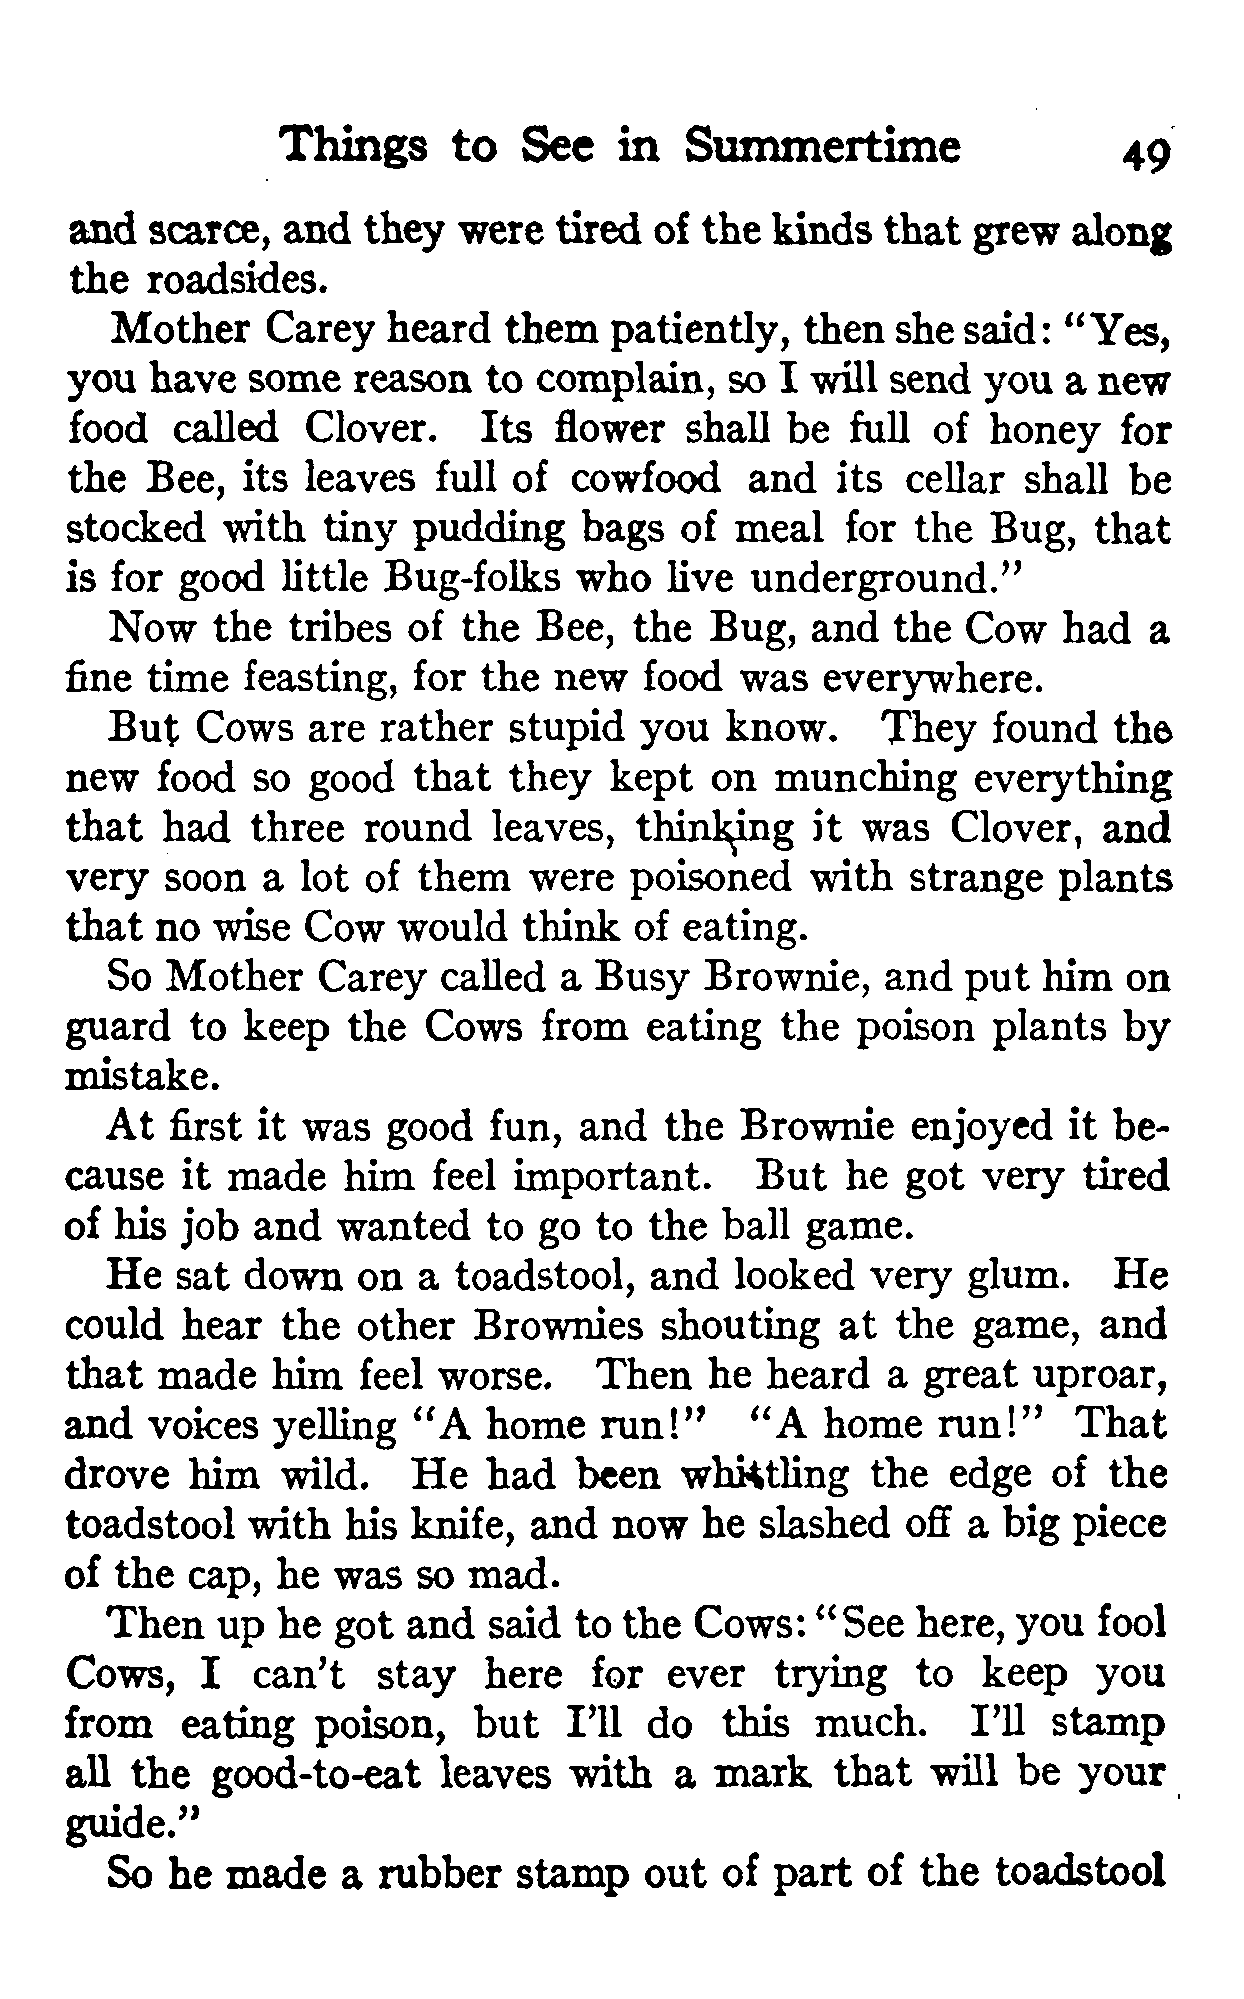 Things to See in Summertime 49
and scarce, and they were tired of the kinds that grew along
the roadsides.
Mother Carey heard them patiently, then she said: "Yes,
you have some reason to complain, so I will send you a new
food called Clover. Its flower shall be full of honey for
the Bee, its leaves full of cowfood and its cellar shall be
stocked with tiny pudding bags of meal for the Bug, that
is for good little Bug-folks who live underground."
Now the tribes of the Bee, the Bug, and the Cow had a
fine time feasting, for the new food was everywhere.
But Cows are rather stupid you know. They found the
new food so good that they kept on munching everything
that had three round leaves, thinking it was Clover, and
very soon a lot of them were poisoned with strange plants
that no wise Cow would think of eating.
So Mother Carey called a Busy Brownie, and put him on
guard to keep the Cows from eating the poison plants by
mistake.
At first it was good fun, and the Brownie enjoyed it be-
cause it made him feel important. But he got very tired
of his job and wanted to go to the ball game.
He sat down on a toadstool, and looked very glum. He
could hear the other Brownies shouting at the game, and
that made him feel worse. Then he heard a great uproar,
and voices yelling "A home run!" "A home run!" That
drove him wild. He had been whittling the edge of the
toadstool with his knife, and now he slashed off a big piece
of the cap, he was so mad.
Then up he got and said to the Cows: "See here, you fool
Cows, I can't stay here for ever trying to keep you
from eating poison, but I'll do this much. I'll stamp
all the good-to-eat leaves with a mark that will be your
guide."
So he made a rubber stamp out of part of the toadstool